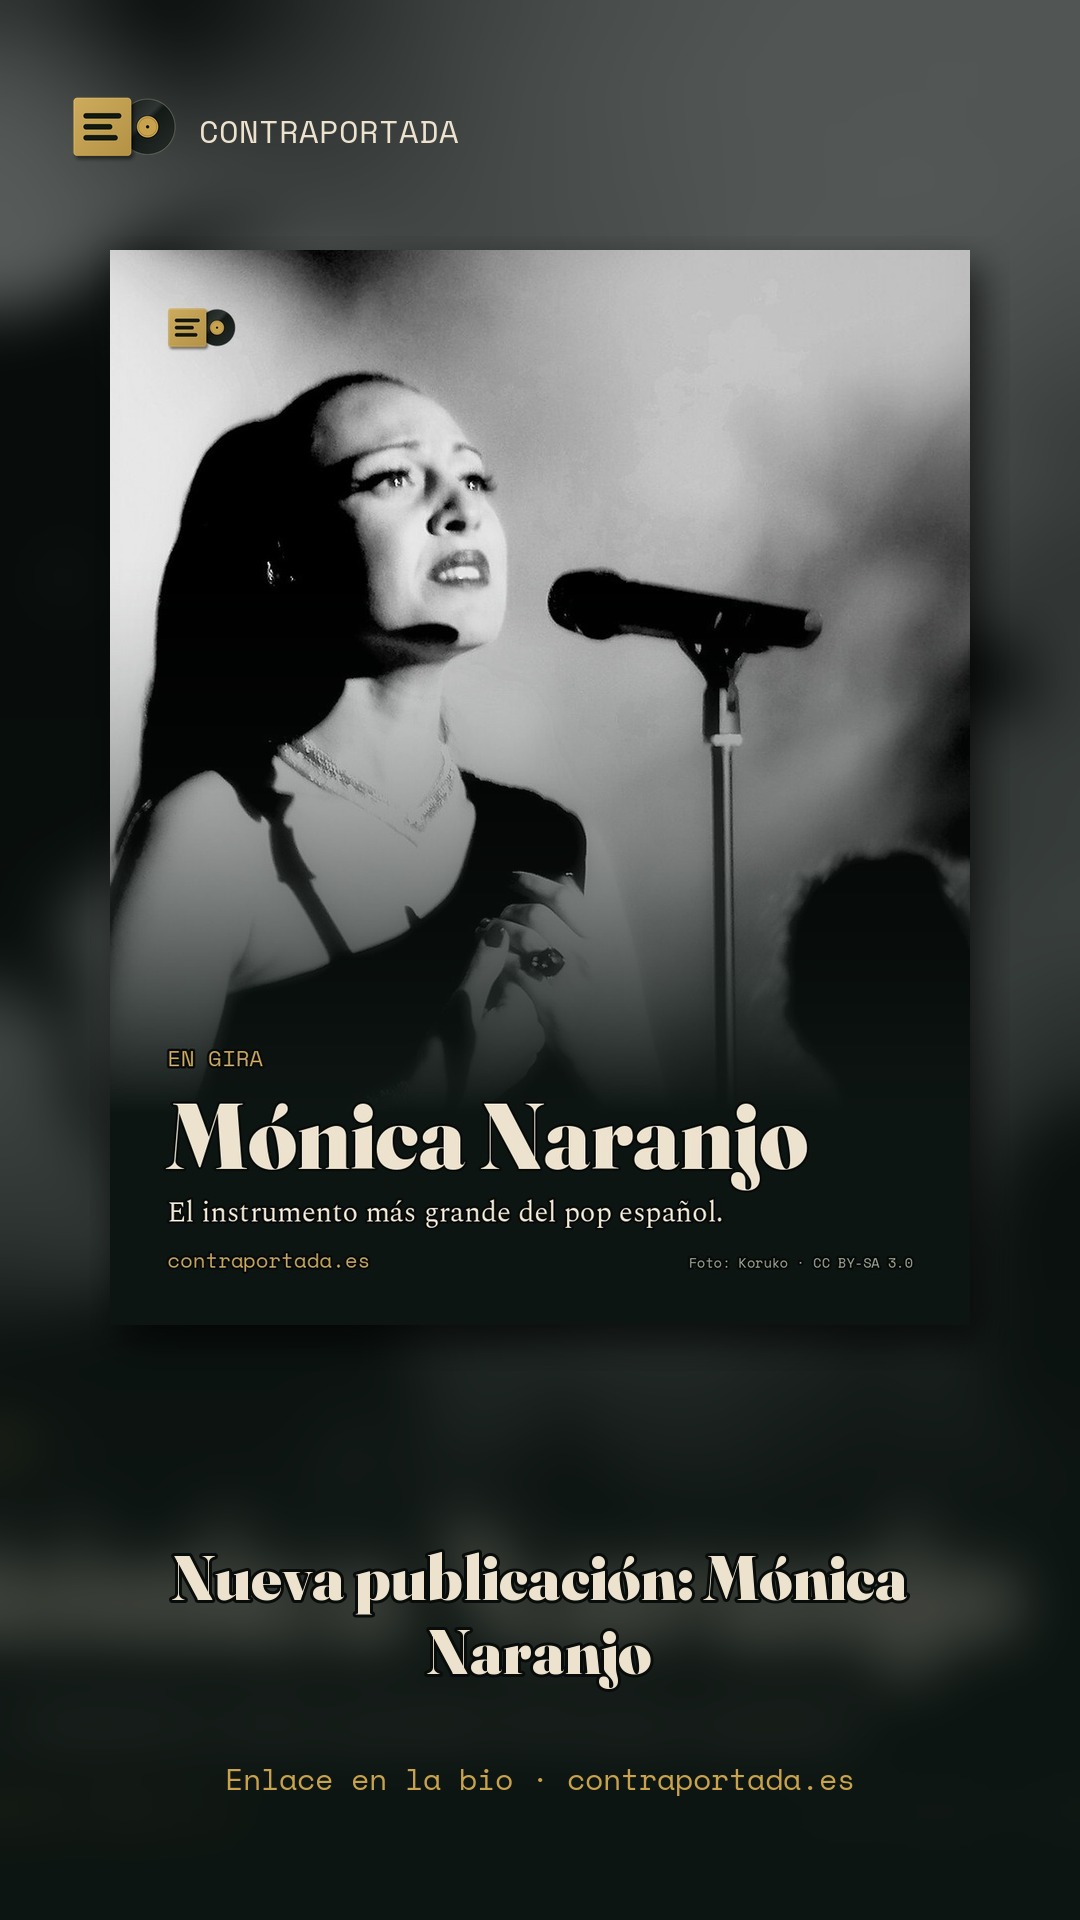 CONTRAPORTADA
EN GIRA
Mónica Naranjo
El instrumento más grande del pop español.
contraportada.es
Foto: Koruko · CC BY-SA 3.0
Nueva publicación: Mónica
Naranjo
Enlace en la bio · contraportada.es